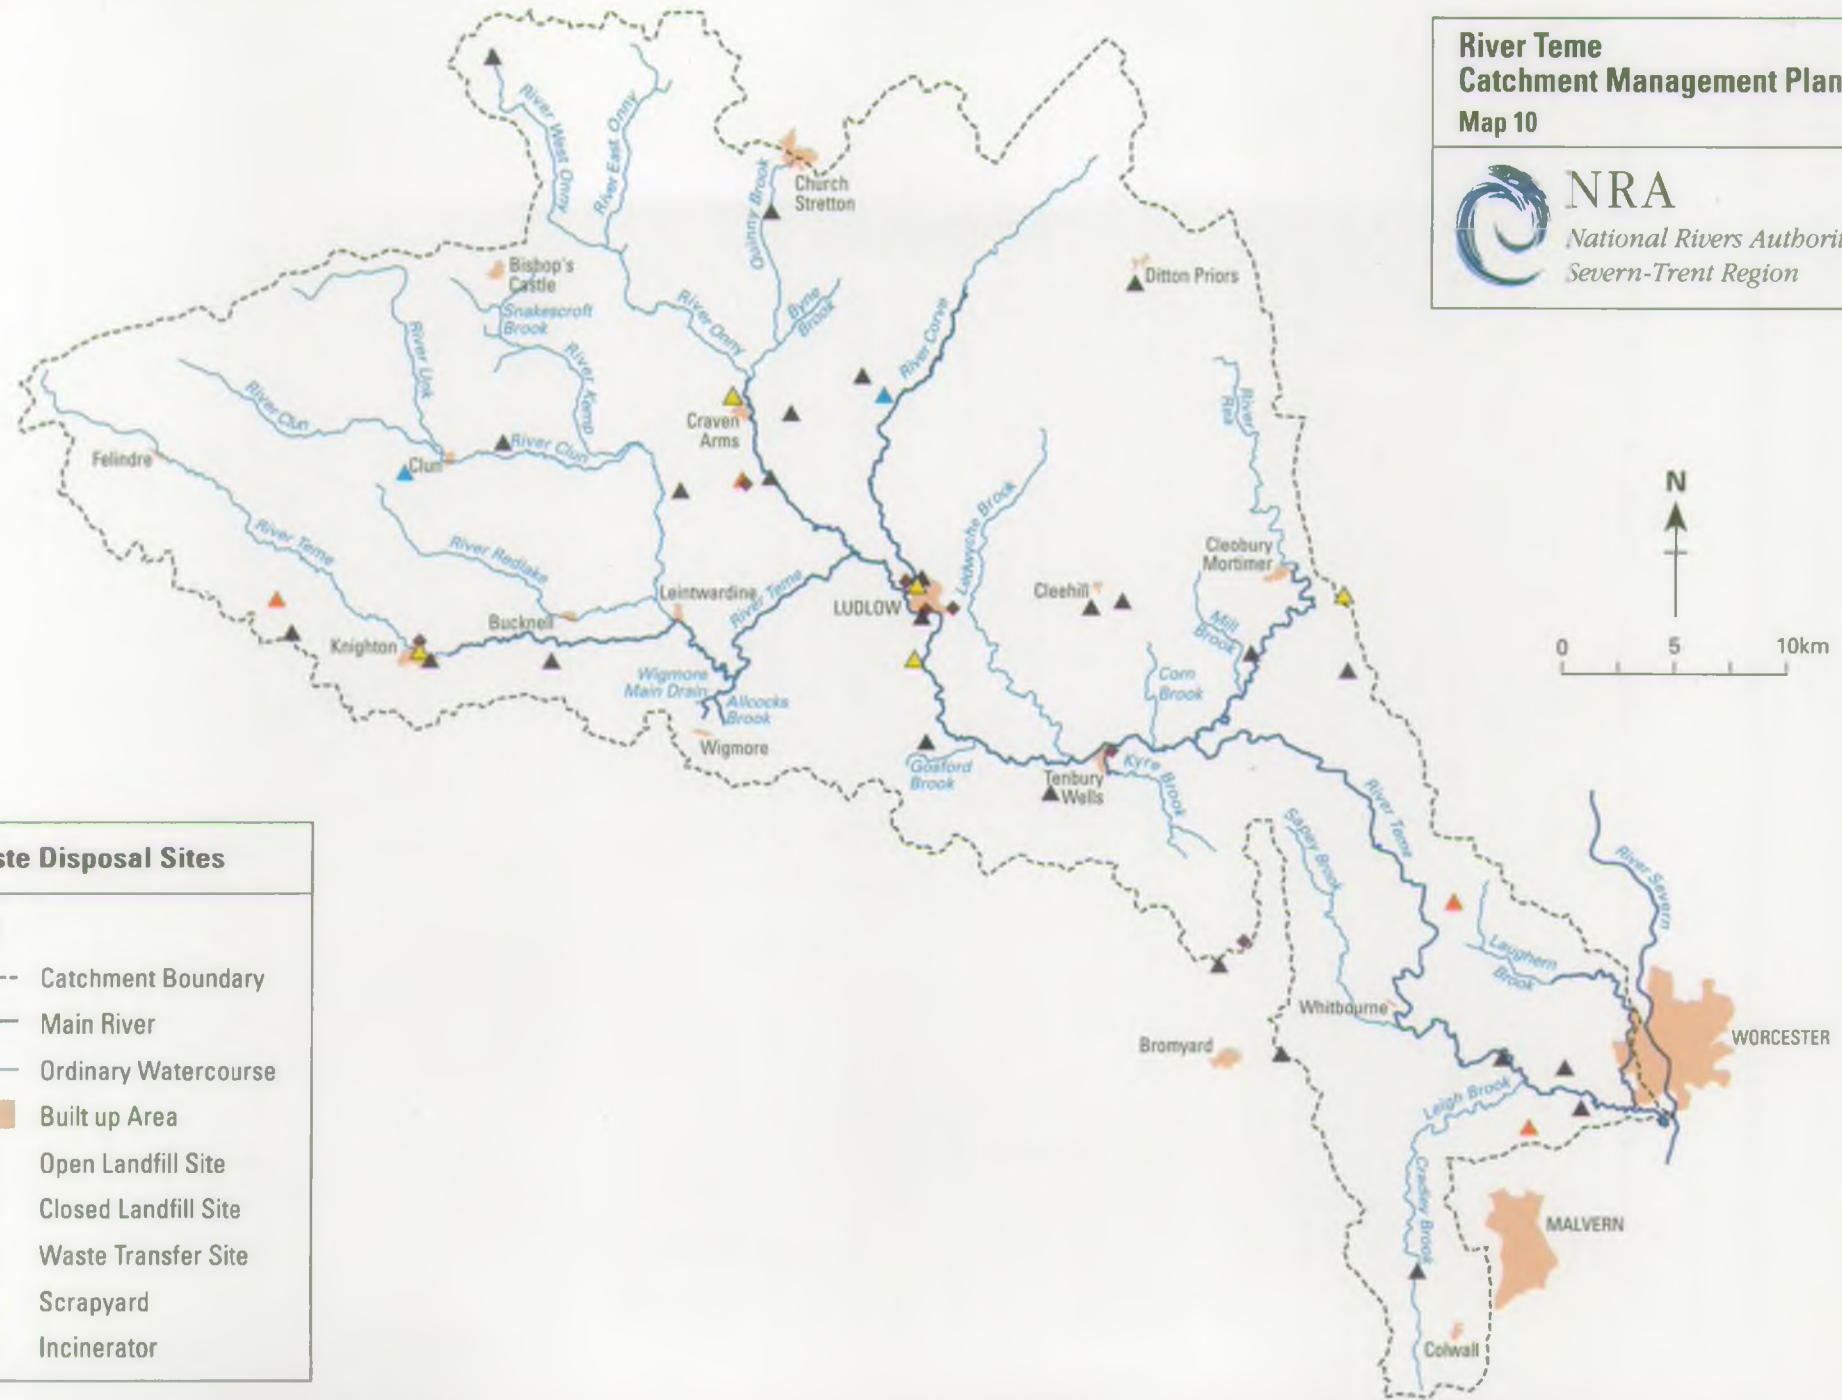 River Teme
Catchment Management Plan
Map 10
NRA
National Rivers Authorit
Severn-Trent Region
River West Onny
River East Onny
Quinny Brook
Church
Stretton
Bishop's
Castle
Snakescroft
Brook
River Onny
Byne
Brook
River Corve
Ditton Priors
River Unk
River Kemp
River Clun
River Clun
Clun
Craven
Arms
River
Rea
Felindre
River Teme
River Redlake
Ledwyche Brook
Cleobury
Mortimer
Leintwardine
River Teme
LUDLOW
Cleehill
Mill
Brook
Bucknell
Knighton
Wigmore
Main Drain
Allcocks
Brook
Wigmore
Corn
Brook
Gosford
Brook
Tenbury
Wells
Kyre Brook
N
0 5 10km
Sapey Brook
River Teme
River Severn
Laughern
Brook
Whitbourne
Bromyard
WORCESTER
Leigh Brook
Cradley Brook
MALVERN
Colwall
ste Disposal Sites
Catchment Boundary
Main River
Ordinary Watercourse
Built up Area
Open Landfill Site
Closed Landfill Site
Waste Transfer Site
Scrapyard
Incinerator